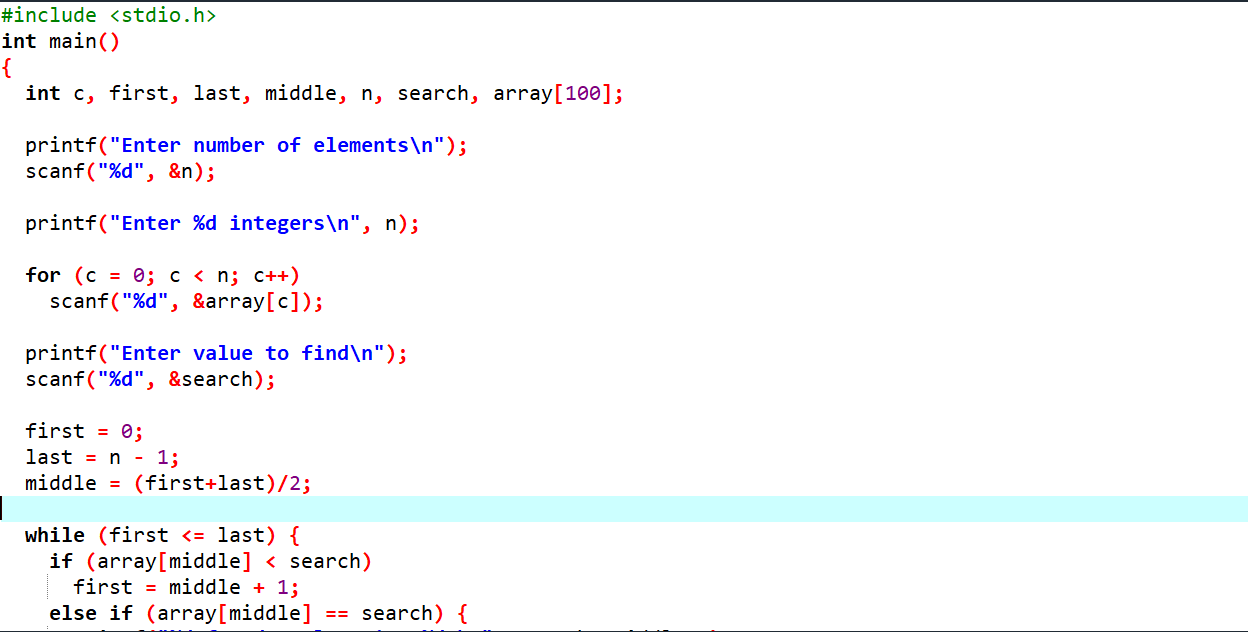 #include <stdio.h>
int main()
{
  int c, first, last, middle, n, search, array[100];
  printf("Enter number of elements\n");
  scanf("%d", &n);
  printf("Enter %d integers\n", n);
  for (c = 0; c < n; c++)
    scanf("%d", &array[c]);
  printf("Enter value to find\n");
  scanf("%d", &search);
  first = 0;
  last = n - 1;
  middle = (first+last)/2;
  while (first <= last) {
    if (array[middle] < search)
      first = middle + 1;
    else if (array[middle] == search) {